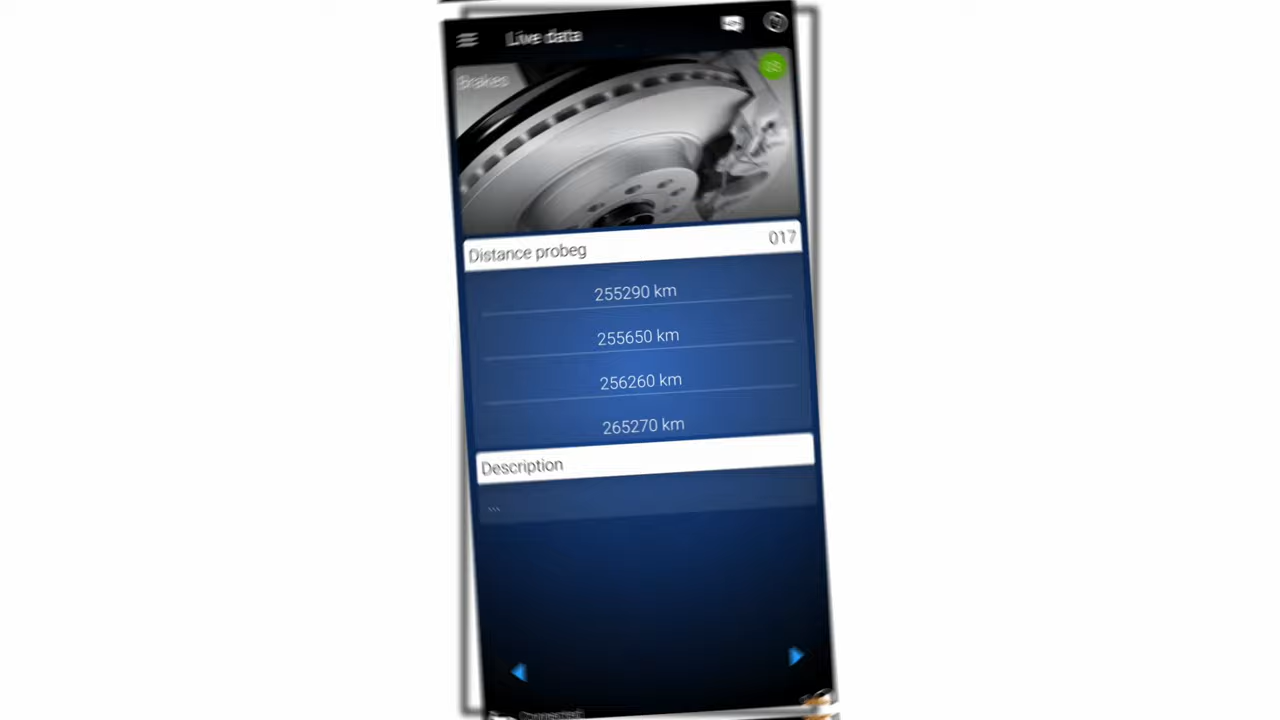 Live data
Brakes
Distance probeg 017
255290 km
255650 km
256260 km
265270 km
Description
...